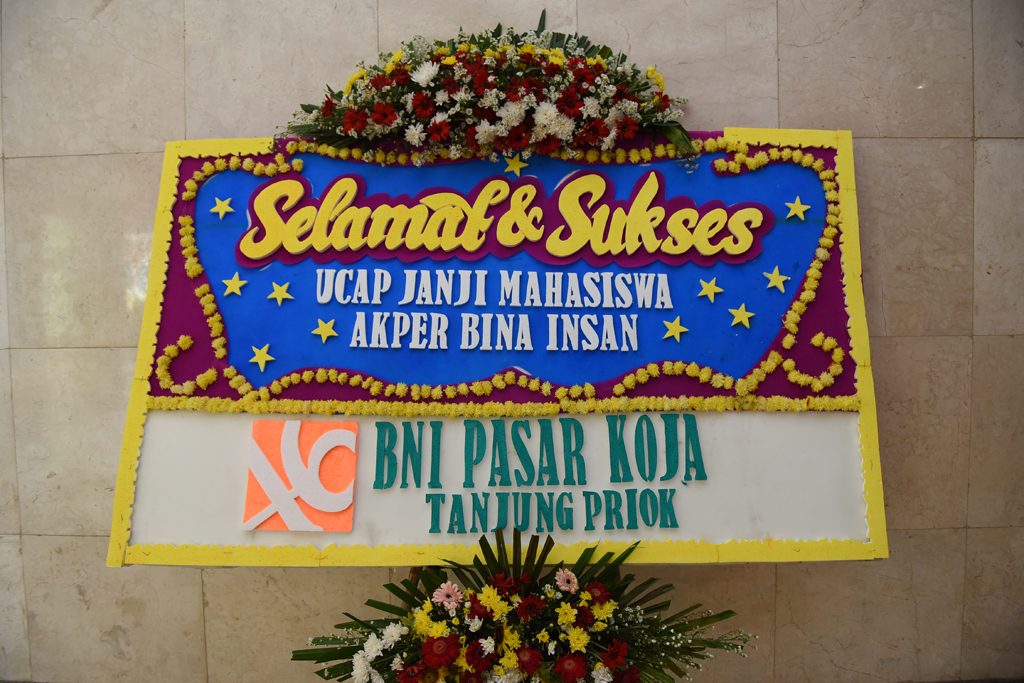 Selamat & Sukses
UCAP JANJI MAHASISWA
AKPER BINA INSAN
BNI PASAR KOJA
TANJUNG PRIOK